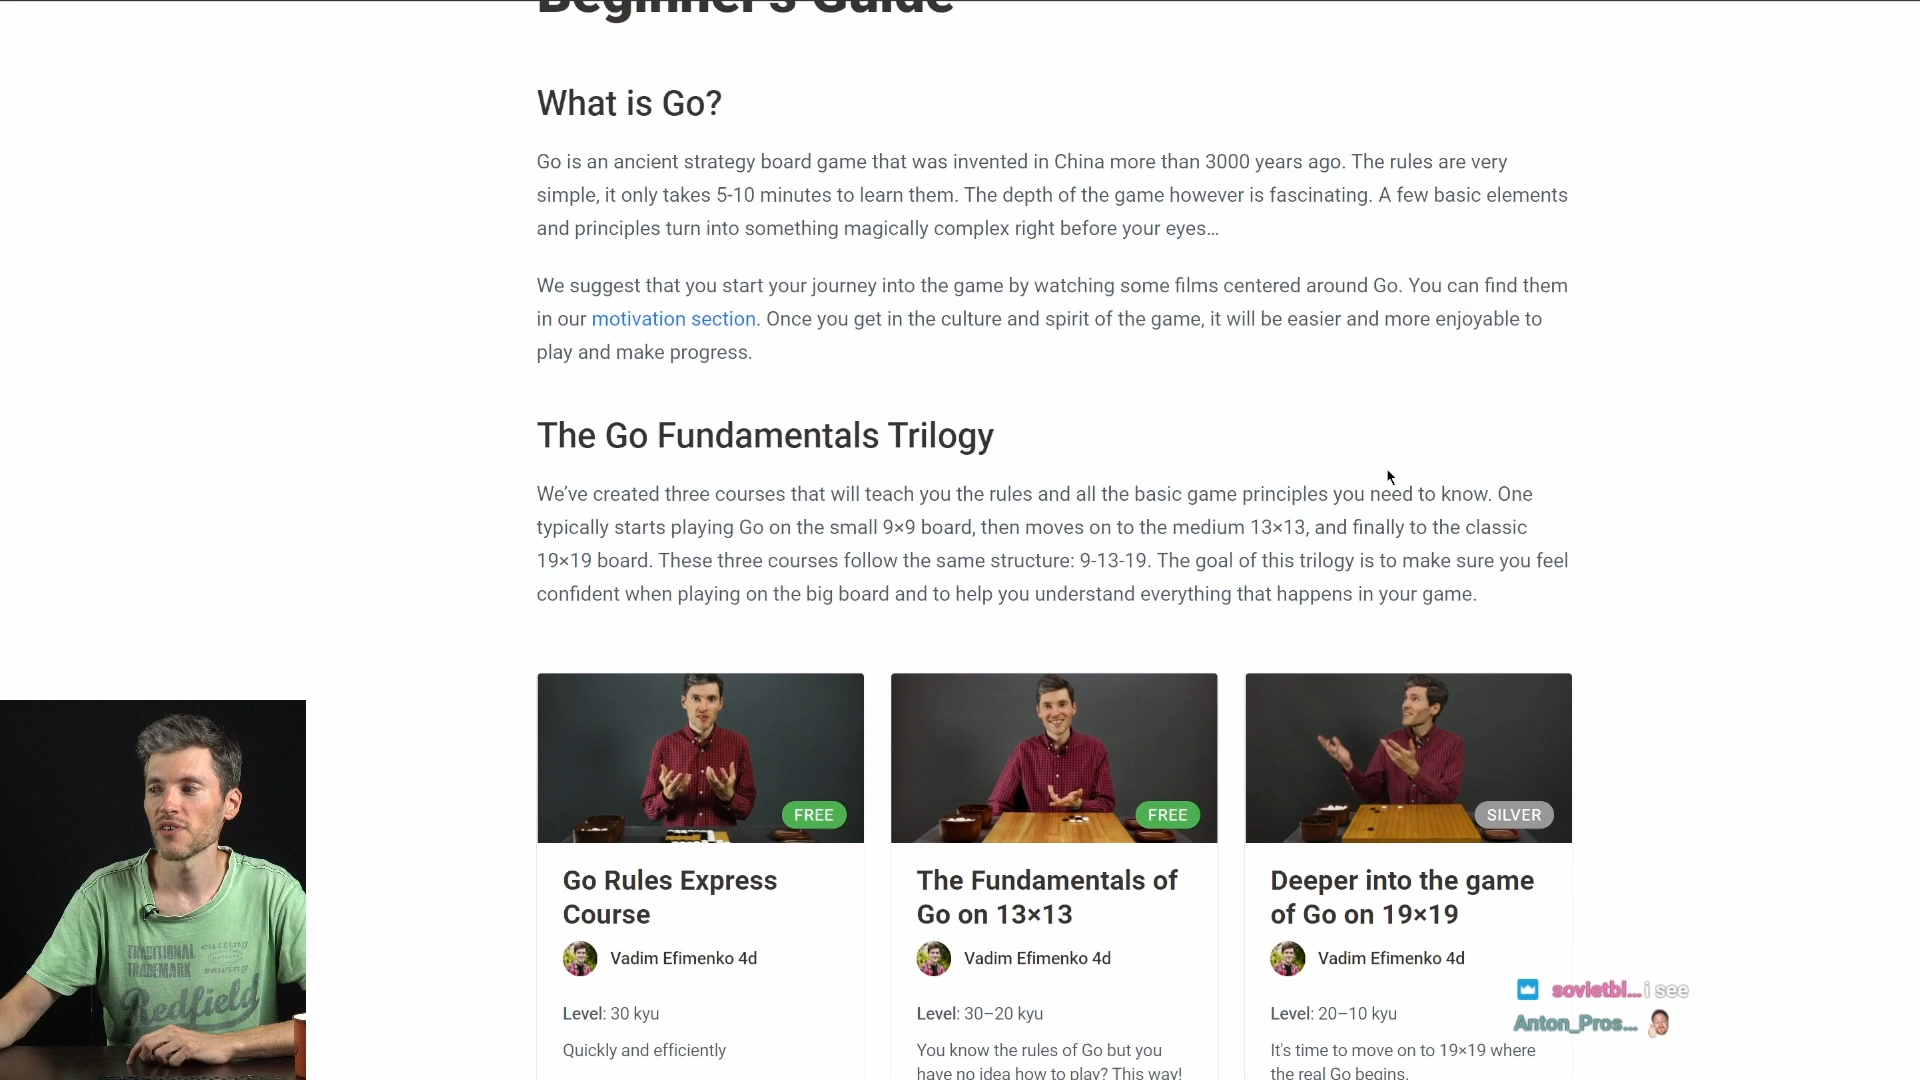 Beginner's Guide
What is Go?
Go is an ancient strategy board game that was invented in China more than 3000 years ago. The rules are very
simple, it only takes 5-10 minutes to learn them. The depth of the game however is fascinating. A few basic elements
and principles turn into something magically complex right before your eyes…
We suggest that you start your journey into the game by watching some films centered around Go. You can find them
in our motivation section. Once you get in the culture and spirit of the game, it will be easier and more enjoyable to
play and make progress.
The Go Fundamentals Trilogy
We’ve created three courses that will teach you the rules and all the basic game principles you need to know. One
typically starts playing Go on the small 9×9 board, then moves on to the medium 13×13, and finally to the classic
19×19 board. These three courses follow the same structure: 9-13-19. The goal of this trilogy is to make sure you feel
confident when playing on the big board and to help you understand everything that happens in your game.
FREE
Go Rules Express
Course
Vadim Efimenko 4d
Level: 30 kyu
Quickly and efficiently
FREE
The Fundamentals of
Go on 13×13
Vadim Efimenko 4d
Level: 30–20 kyu
You know the rules of Go but you
have no idea how to play? This way!
SILVER
Deeper into the game
of Go on 19×19
Vadim Efimenko 4d
Level: 20–10 kyu
It's time to move on to 19×19 where
the real Go begins.
sovietbl... i see
Anton_Pros...
TRADITIONAL
TRADEMARK
cutting
sewing
Redfield